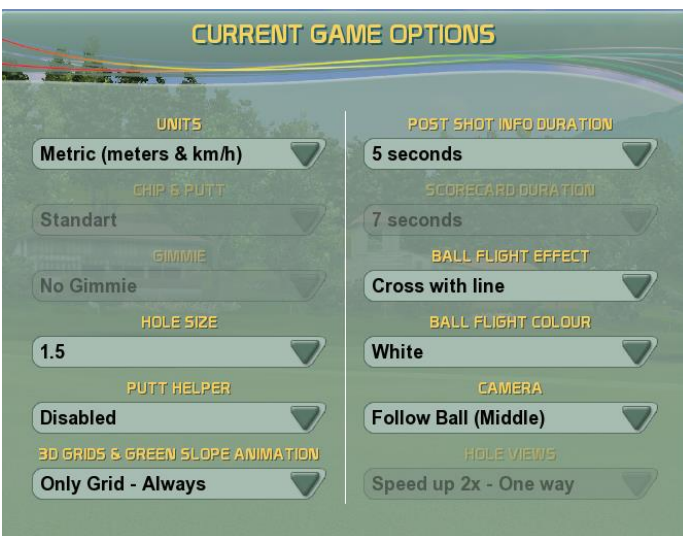 CURRENT GAME OPTIONS
UNITS
Metric (meters & km/h)
CHIP & PUTT
Standart
GIMMIE
No Gimmie
HOLE SIZE
1.5
PUTT HELPER
Disabled
3D GRIDS & GREEN SLOPE ANIMATION
Only Grid - Always
POST SHOT INFO DURATION
5 seconds
SCORECARD DURATION
7 seconds
BALL FLIGHT EFFECT
Cross with line
BALL FLIGHT COLOUR
White
CAMERA
Follow Ball (Middle)
HOLE VIEWS
Speed up 2x - One way